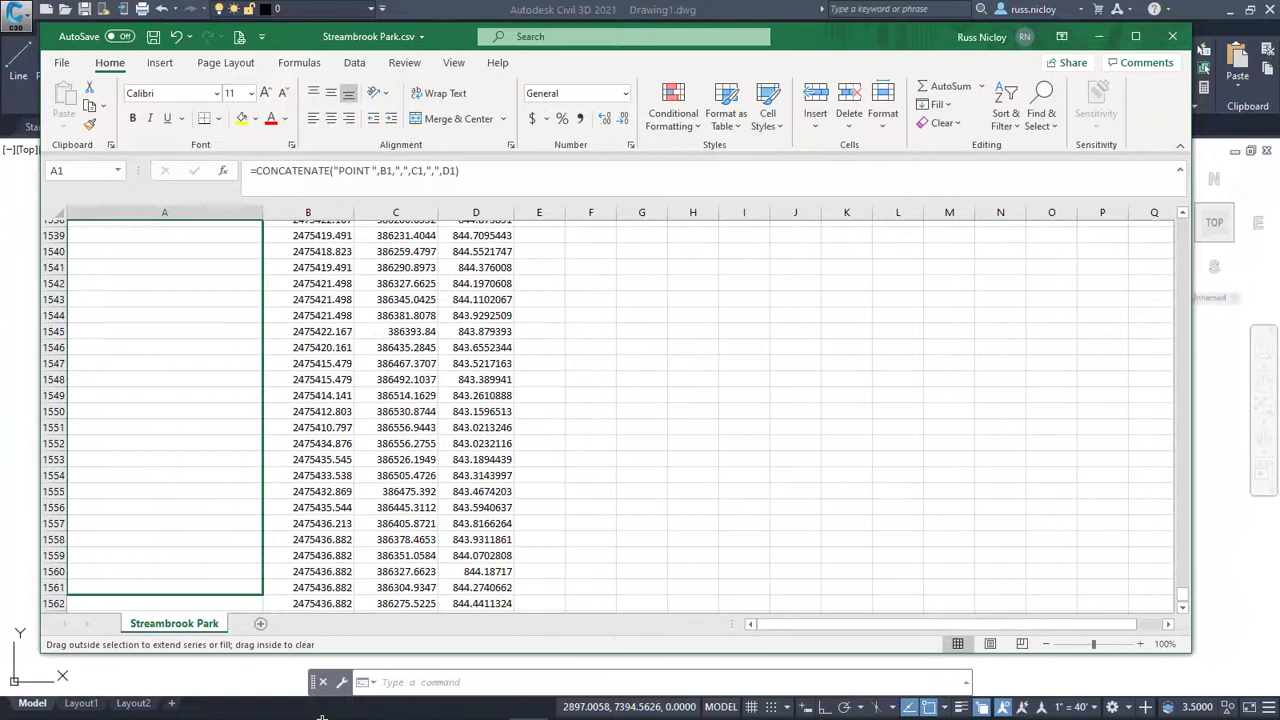 C3D
0
Autodesk Civil 3D 2021 Drawing1.dwg
Type a keyword or phrase
russ.nicloy
AutoSave Off
Streambrook Park.csv
Search
Russ Nicloy RN
File Home Insert Page Layout Formulas Data Review View Help
Share
Comments
Line
Paste
Calibri 11
Wrap Text
General
Conditional Formatting
Format as Table
Cell Styles
Insert Delete Format
AutoSum
Fill
Clear
Sort & Filter
Find & Select
Sensitivity
Paste
B I U
Merge & Center
$ % ,
Clipboard Font Alignment Number Styles Cells Editing Sensitivity
Clipboard
[−][Top]
A1
fx
=CONCATENATE("POINT ",B1,",",C1,",",D1)
A B C D E F G H I J K L M N O P Q
1539 2475419.491 386231.4044 844.7095443
1540 2475418.823 386259.4797 844.5521747
1541 2475419.491 386290.8973 844.376008
1542 2475421.498 386327.6625 844.1970608
1543 2475421.498 386345.0425 844.1102067
1544 2475421.498 386381.8078 843.9292509
1545 2475422.167 386393.84 843.879393
1546 2475420.161 386435.2845 843.6552344
1547 2475415.479 386467.3707 843.5217163
1548 2475415.479 386492.1037 843.389941
1549 2475414.141 386514.1629 843.2610888
1550 2475412.803 386530.8744 843.1596513
1551 2475410.797 386556.9443 843.0213246
1552 2475434.876 386556.2755 843.0232116
1553 2475435.545 386526.1949 843.1894439
1554 2475433.538 386505.4726 843.3143997
1555 2475432.869 386475.392 843.4674203
1556 2475435.544 386445.3112 843.5940637
1557 2475436.213 386405.8721 843.8166264
1558 2475436.882 386378.4653 843.9311861
1559 2475436.882 386351.0584 844.0702808
1560 2475436.882 386327.6623 844.18717
1561 2475436.882 386304.9347 844.2740662
1562 2475436.882 386275.5225 844.4411324
N
TOP
E
S
Unnamed
Streambrook Park
Drag outside selection to extend series or fill; drag inside to clear
100%
Y
X
Type a command
Model Layout1 Layout2
2897.0058, 7394.5626, 0.0000 MODEL
1" = 40'
3.5000